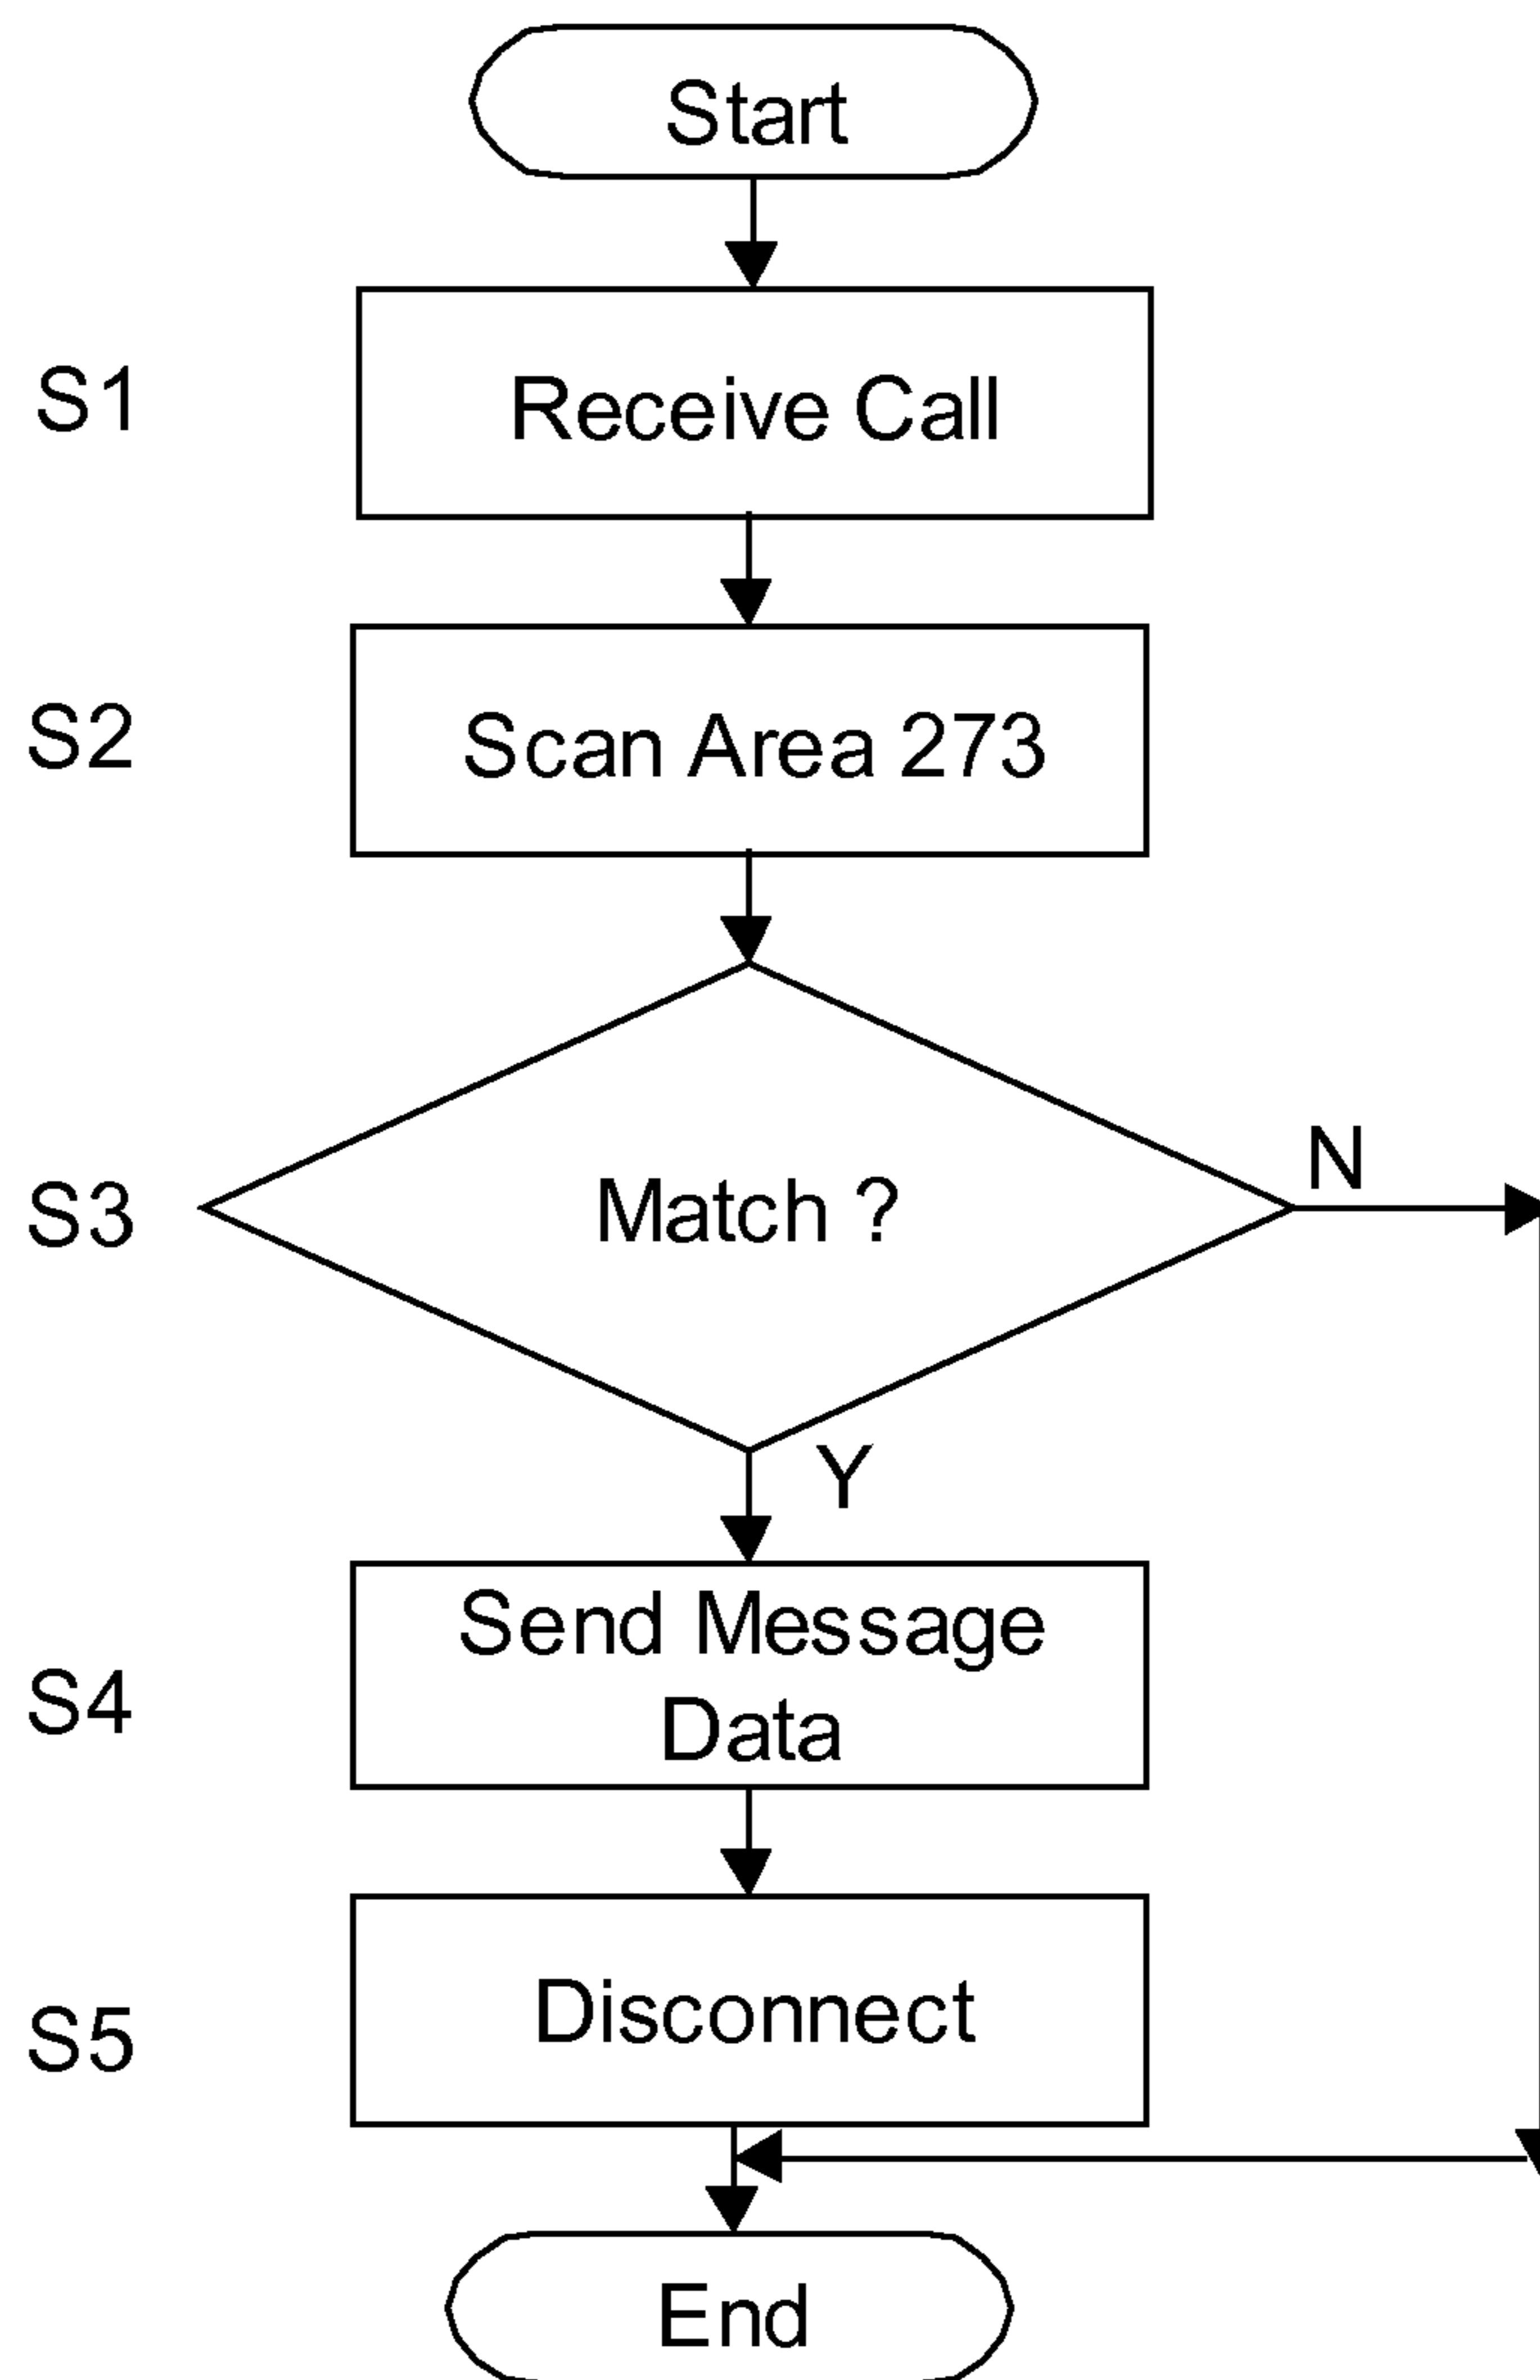 Start
S1
Receive Call
S2
Scan Area 273
S3
Match ?
N
Y
S4
Send Message
Data
S5
Disconnect
End